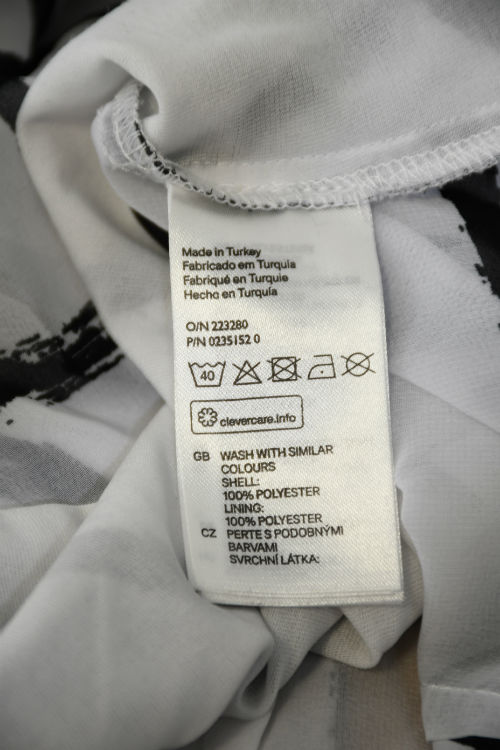 Made in Turkey
Fabricado em Turquia
Fabriqué en Turquie
Hecho en Turquía
O/N 223280
P/N 0235152 0
40
clevercare.info
GB WASH WITH SIMILAR
COLOURS
SHELL:
100% POLYESTER
LINING:
100% POLYESTER
CZ PERTE S PODOBNÝMI
BARVAMI
SVRCHNÍ LÁTKA: